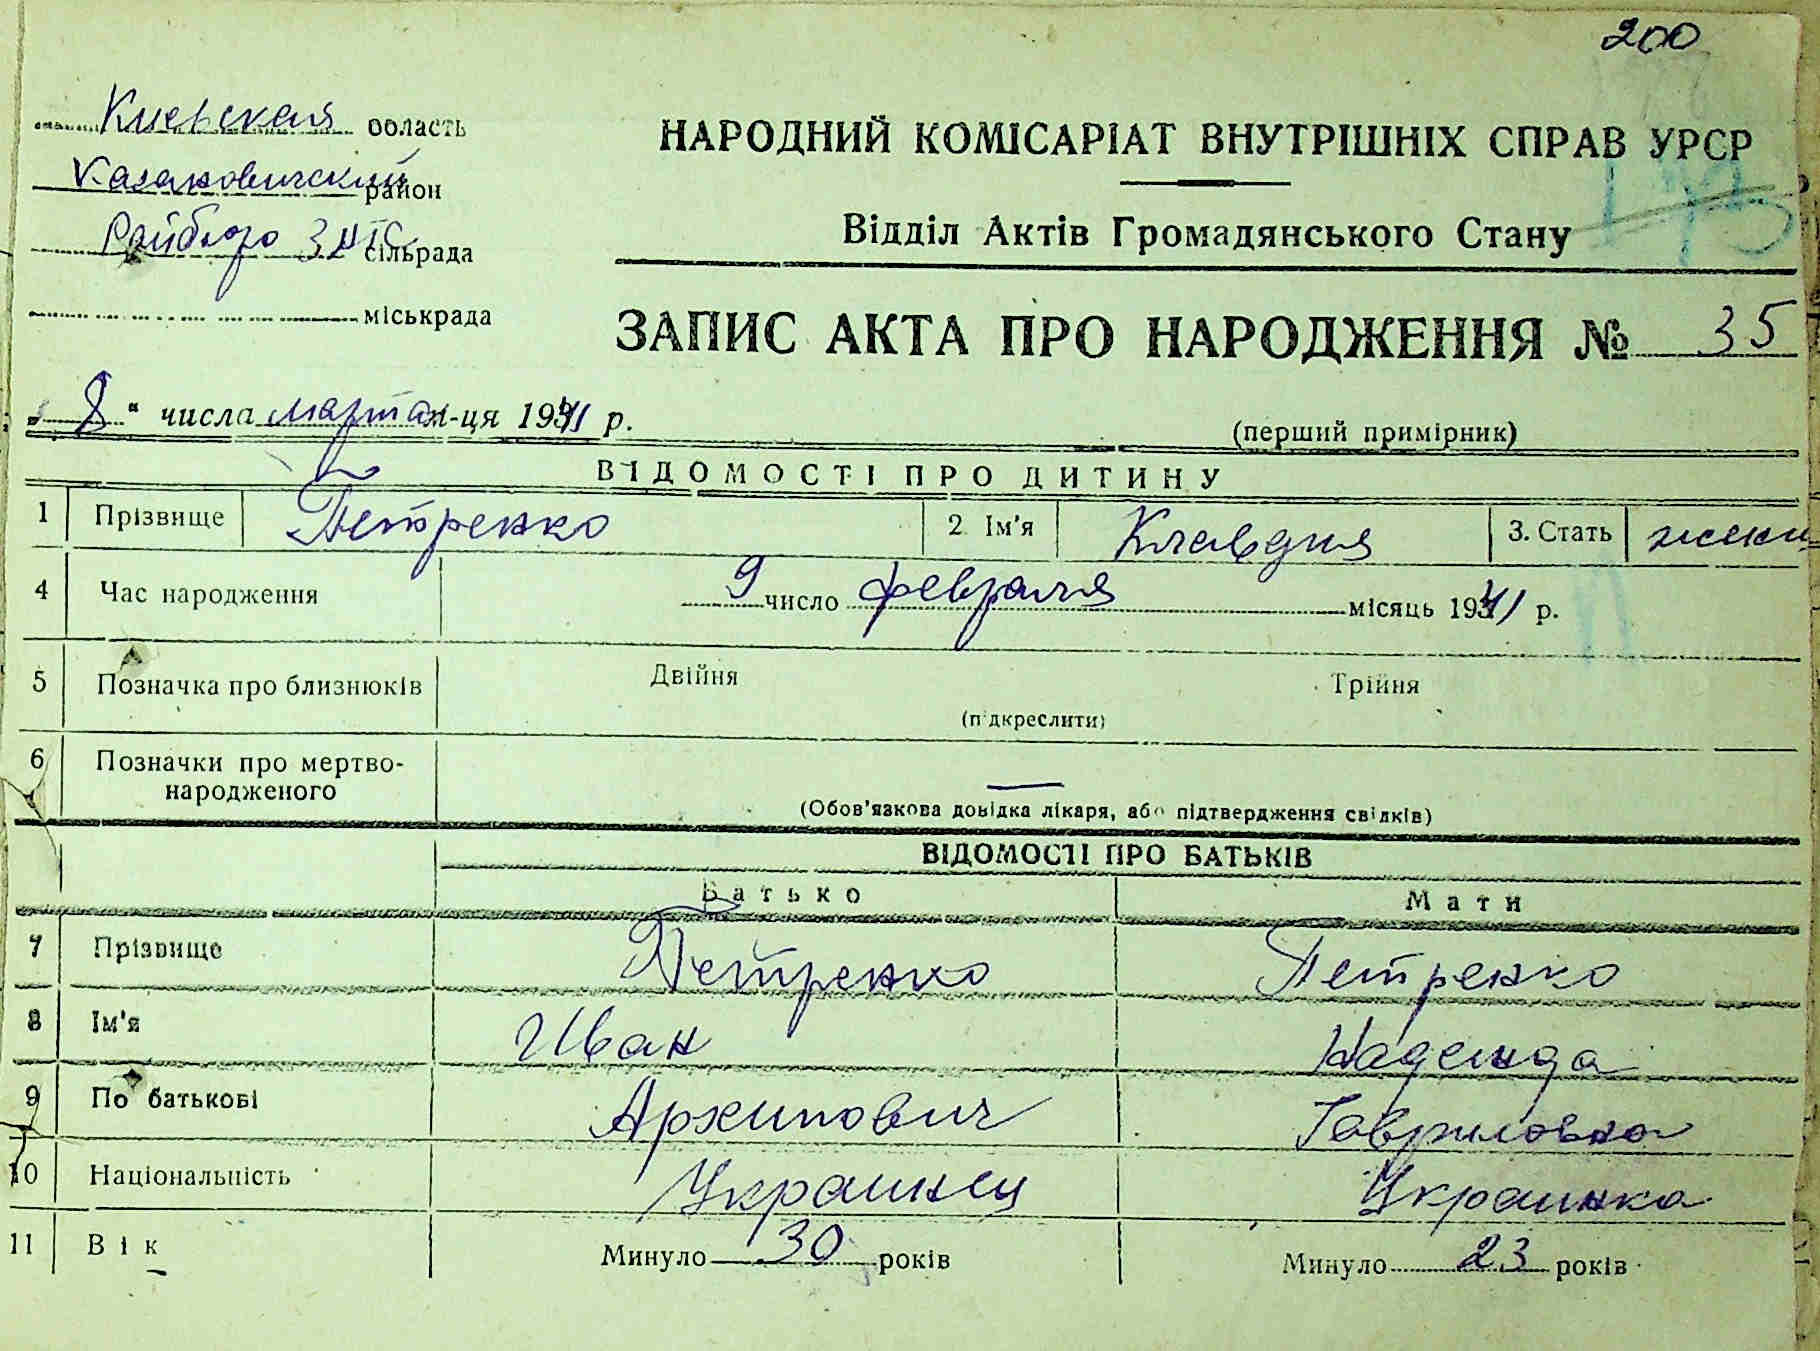 200
Киевская область
НАРОДНИЙ КОМІСАРІАТ ВНУТРІШНІХ СПРАВ УРСР
Кагановичский район
Відділ Актів Громадянського Стану
Райбюро ЗАГС сільрада
міськрада
ЗАПИС АКТА ПРО НАРОДЖЕННЯ № 35
„8“ числа марта м-ця 1941 р.
(перший примірник)
ВІДОМОСТІ ПРО ДИТИНУ
1 Прізвище Петренко 2 Ім'я Клавдия 3. Стать женск
4 Час народження 9 число февраля місяць 1941 р.
5 Позначка про близнюків Двійня Трійня
(підкреслити)
6 Позначки про мертво-
народженого —
(Обов'язкова довідка лікаря, або підтвердження свідків)
ВІДОМОСТІ ПРО БАТЬКІВ
Батько Мати
7 Прізвище Петренко Петренко
8 Ім'я Иван Надежда
9 По батькові Архипович Гавриловна
10 Національність Украинец Украинка
11 Вік Минуло 30 років Минуло 23 років